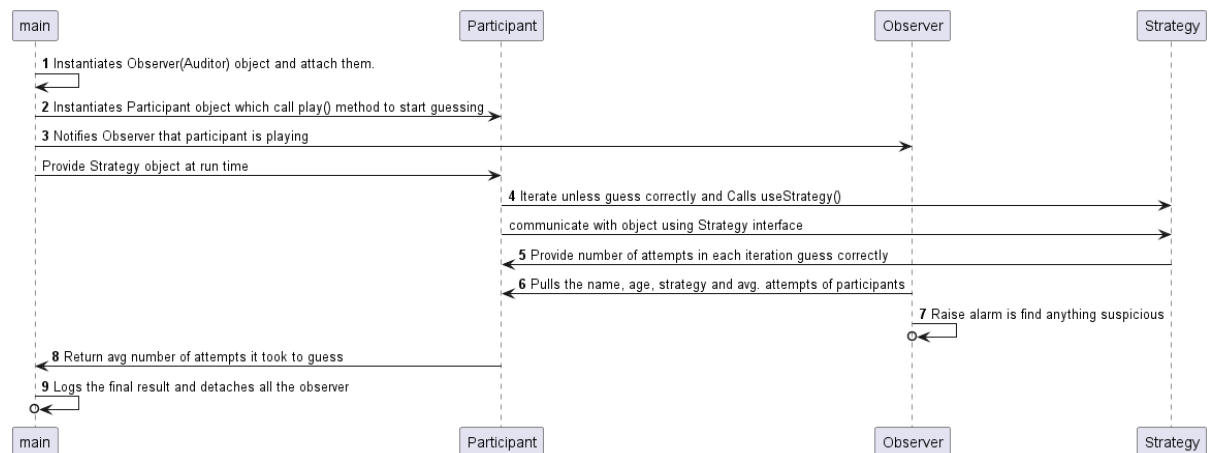 main Participant Observer Strategy
1 Instantiates Observer(Auditor) object and attach them.
2 Instantiates Participant object which call play() method to start guessing
3 Notifies Observer that participant is playing
Provide Strategy object at run time
4 Iterate unless guess correctly and Calls useStrategy()
communicate with object using Strategy interface
5 Provide number of attempts in each iteration guess correctly
6 Pulls the name, age, strategy and avg. attempts of participants
7 Raise alarm is find anything suspicious
8 Return avg number of attempts it took to guess
9 Logs the final result and detaches all the observer
main Participant Observer Strategy